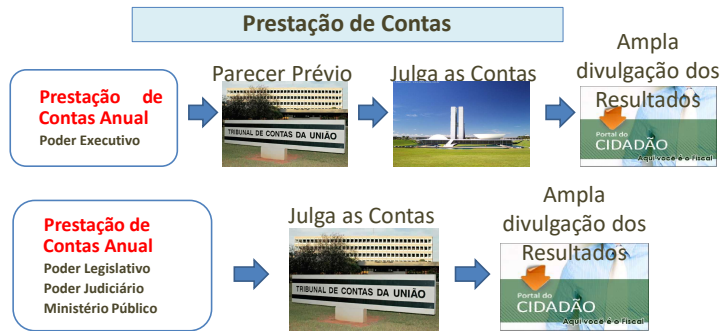 Prestação de Contas
Prestação de
Contas Anual
Poder Executivo
Parecer Prévio
TRIBUNAL DE CONTAS DA UNIÃO
Julga as Contas
Ampla
divulgação dos
Resultados
Portal do
CIDADÃO
Aqui você é o Fiscal
Prestação de
Contas Anual
Poder Legislativo
Poder Judiciário
Ministério Público
Julga as Contas
TRIBUNAL DE CONTAS DA UNIÃO
Ampla
divulgação dos
Resultados
Portal do
CIDADÃO
Aqui você é o Fiscal